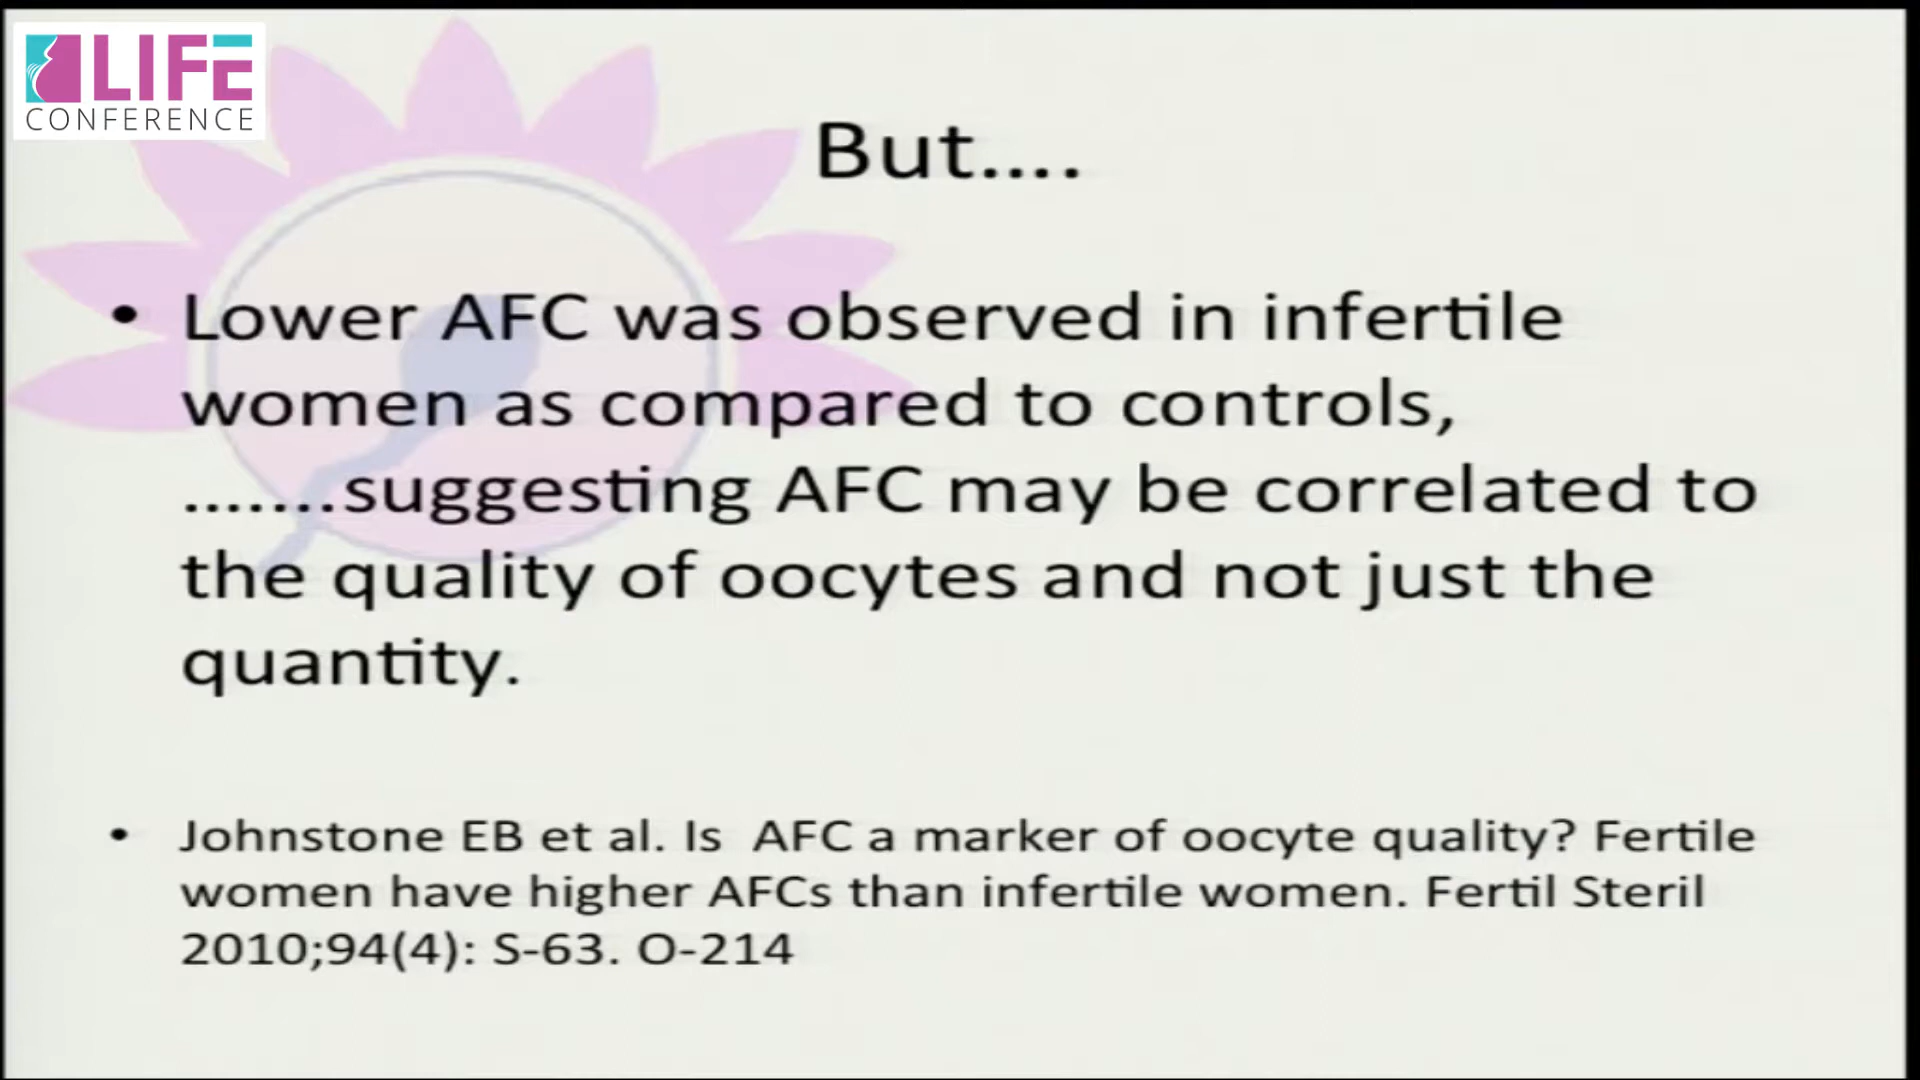 LIFE
CONFERENCE
But....
• Lower AFC was observed in infertile
women as compared to controls,
.......suggesting AFC may be correlated to
the quality of oocytes and not just the
quantity.
• Johnstone EB et al. Is AFC a marker of oocyte quality? Fertile
women have higher AFCs than infertile women. Fertil Steril
2010;94(4): S-63. O-214